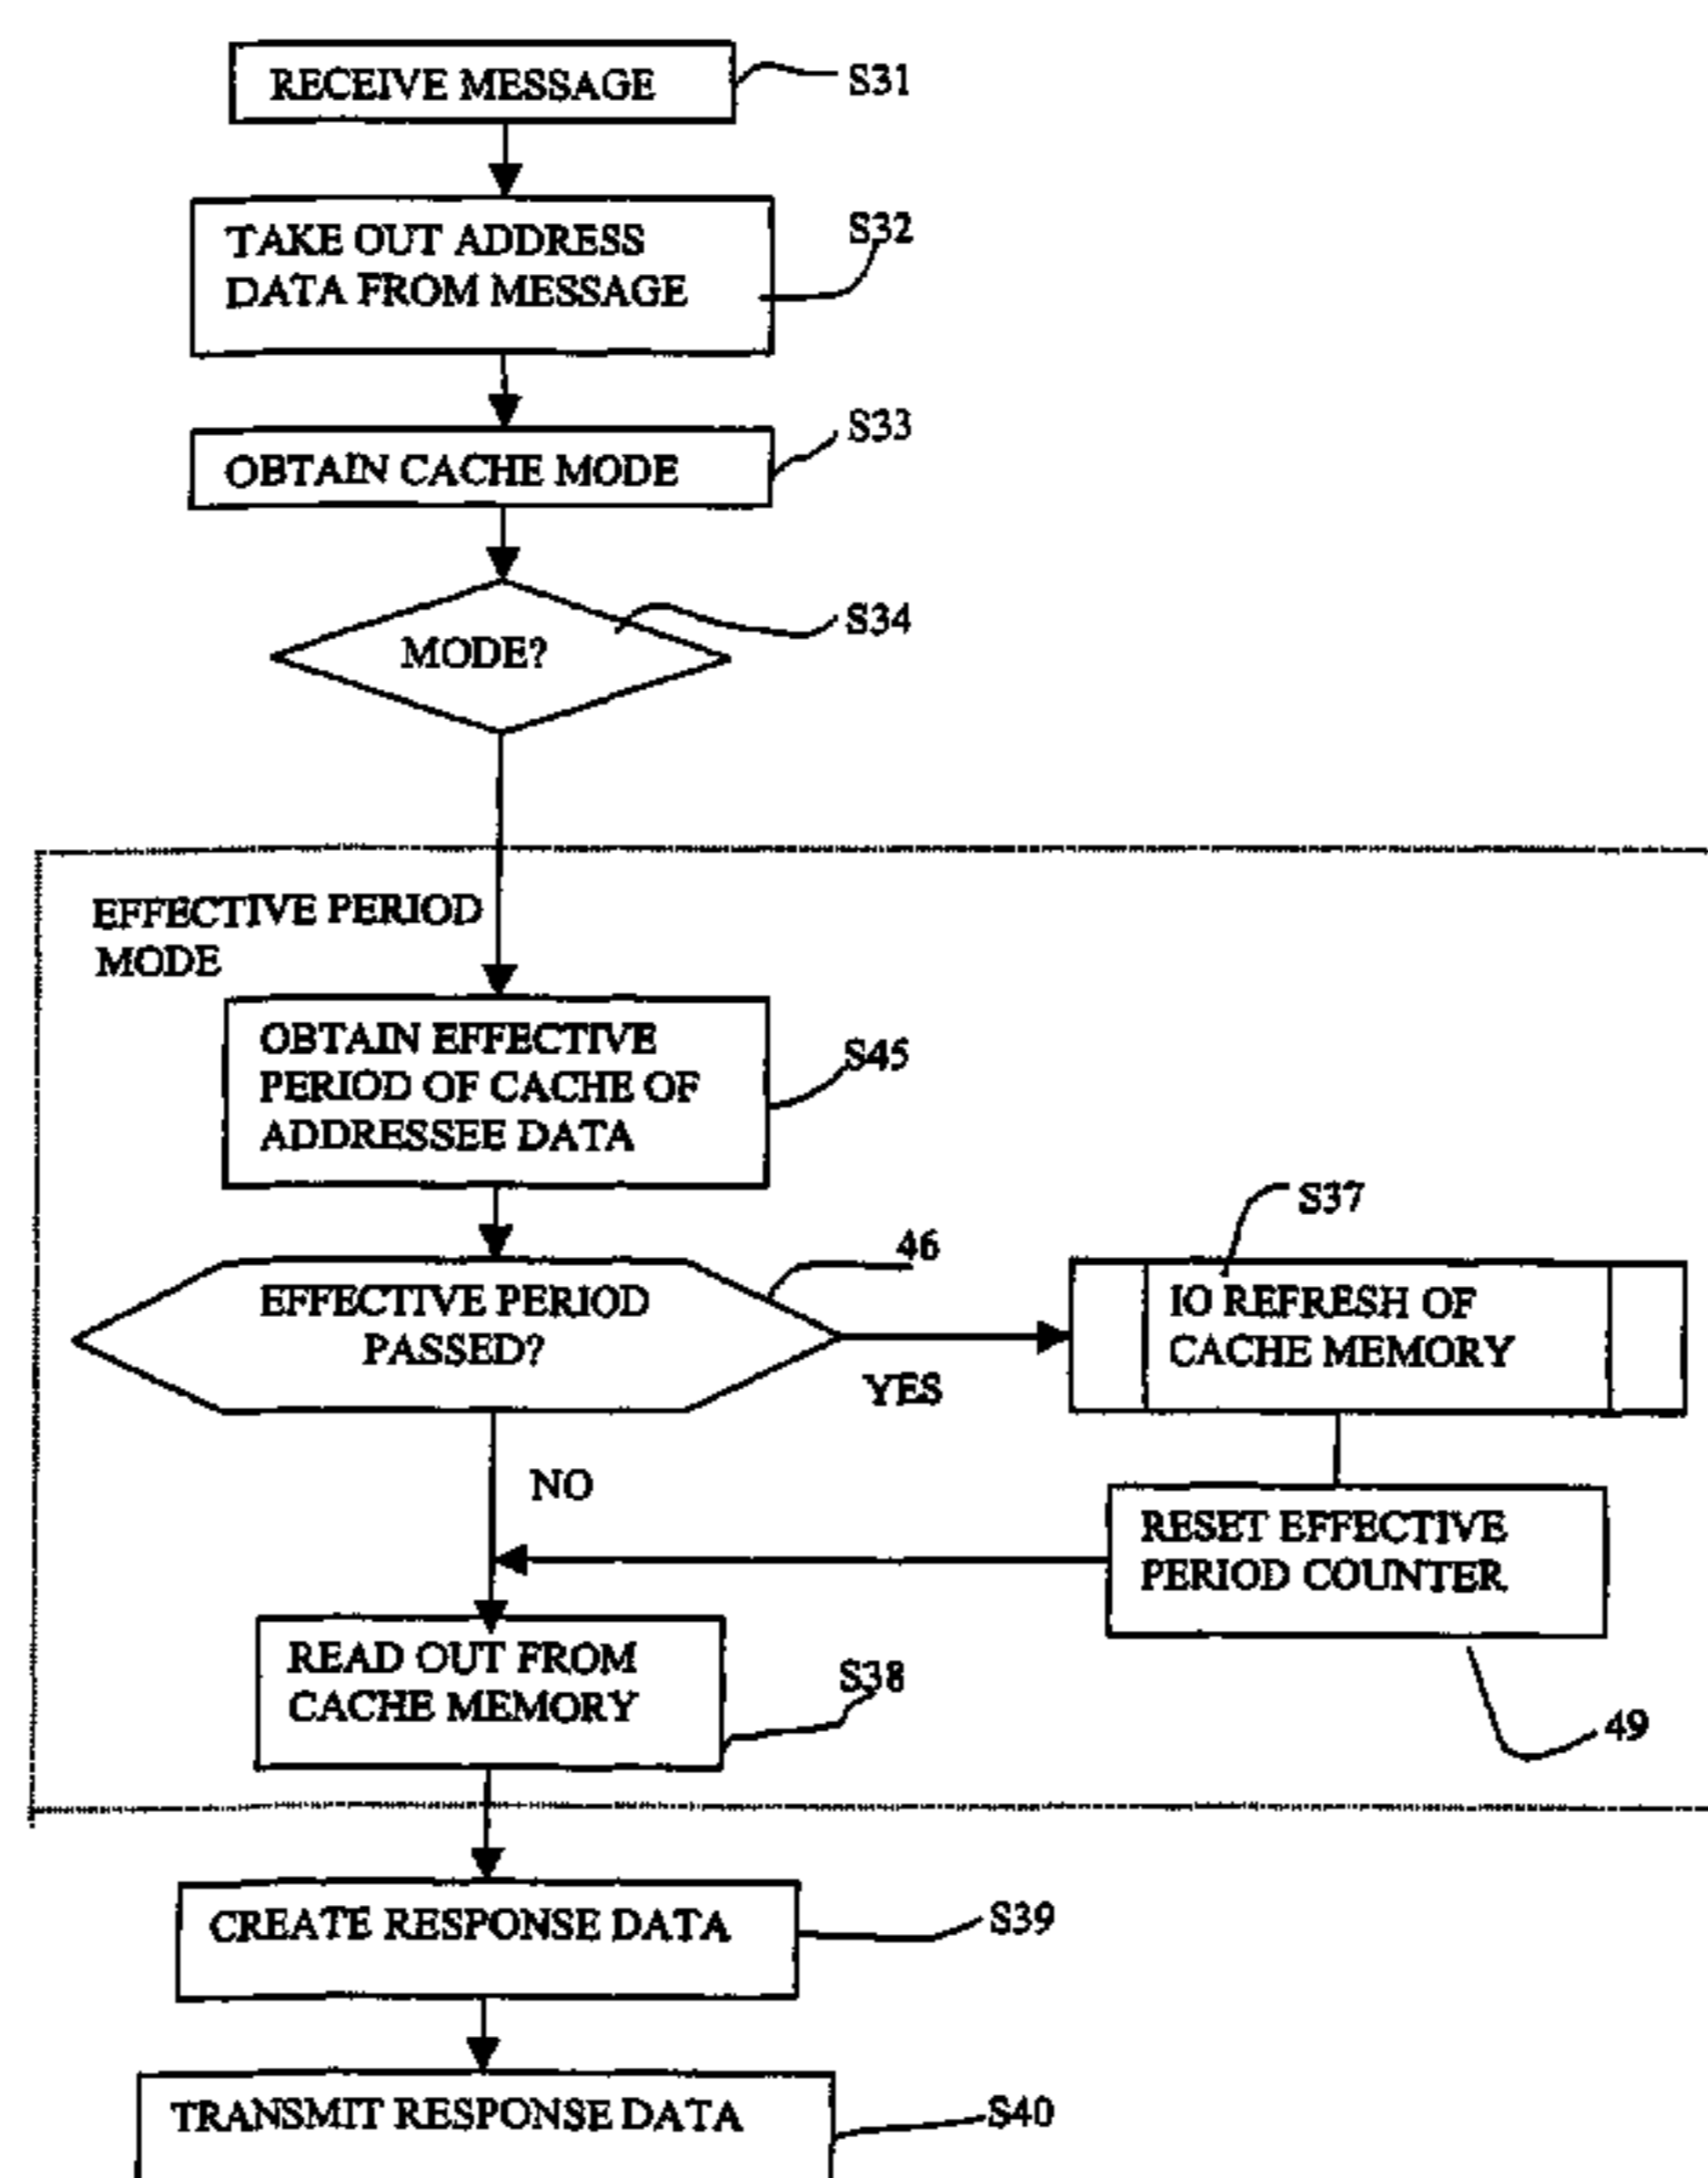 RECEIVE MESSAGE
S31
TAKE OUT ADDRESS
DATA FROM MESSAGE
S32
OBTAIN CACHE MODE
S33
MODE?
S34
EFFECTIVE PERIOD
MODE
OBTAIN EFFECTIVE
PERIOD OF CACHE OF
ADDRESSEE DATA
S45
EFFECTIVE PERIOD
PASSED?
46
YES
NO
S37
IO REFRESH OF
CACHE MEMORY
RESET EFFECTIVE
PERIOD COUNTER
49
READ OUT FROM
CACHE MEMORY
S38
CREATE RESPONSE DATA
S39
TRANSMIT RESPONSE DATA
S40